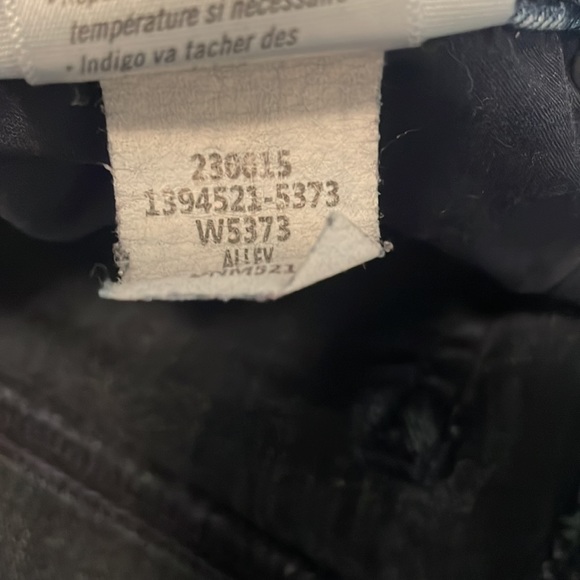 température si nécessaire
• Indigo va tacher des
230615
1394521-5373
W5373
ALLEY